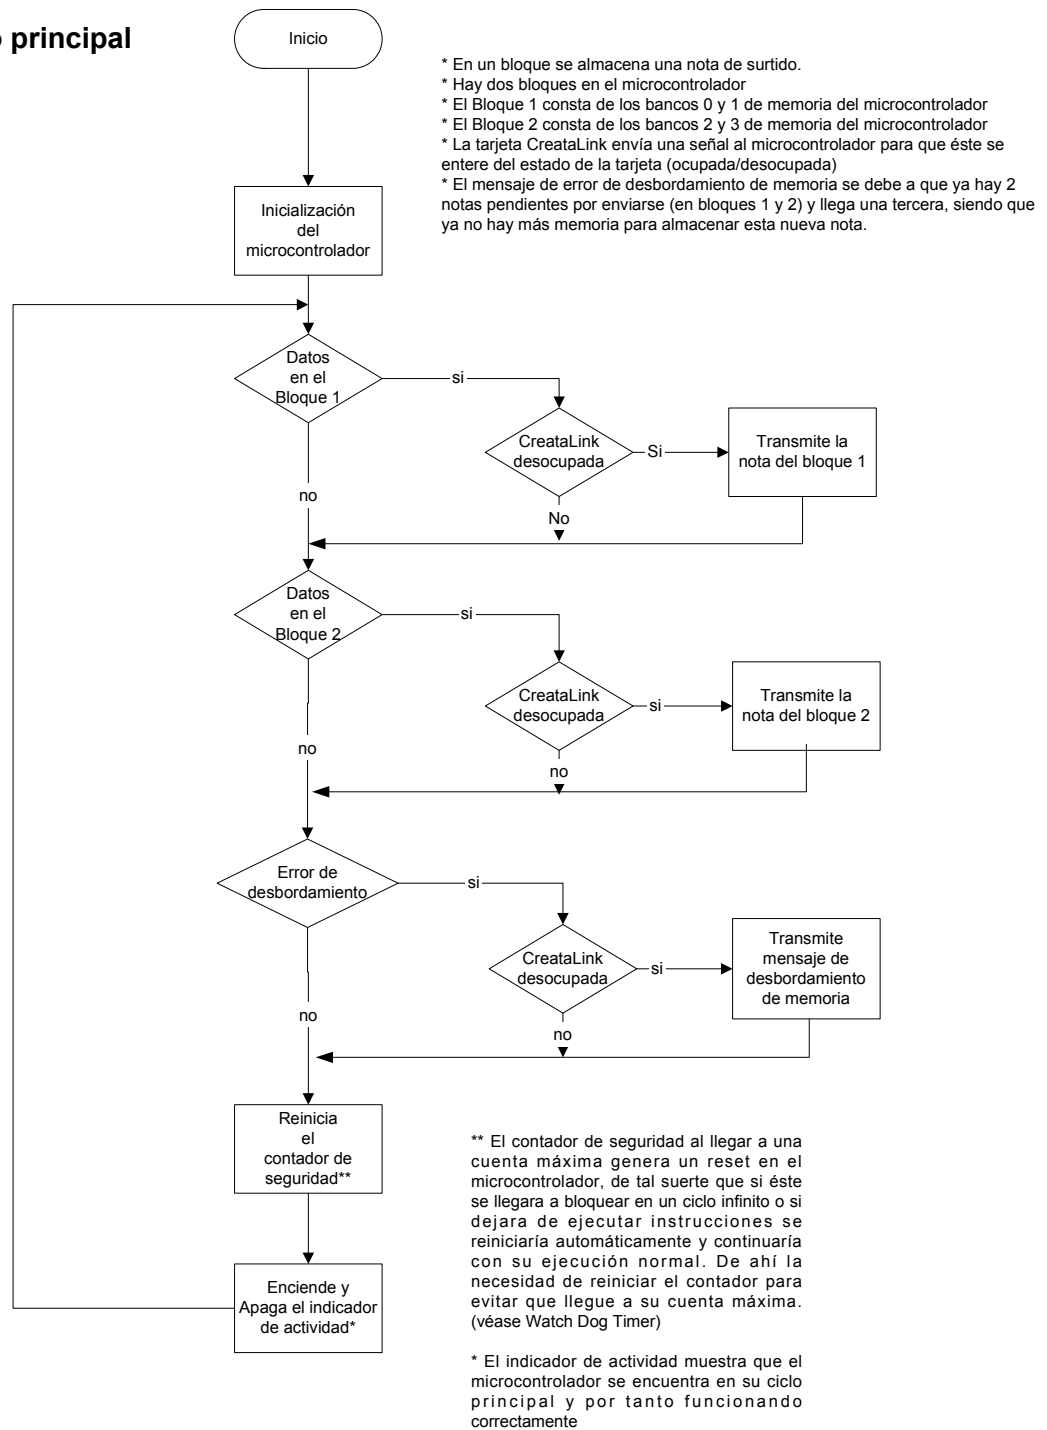 principal
Inicio
* En un bloque se almacena una nota de surtido.
* Hay dos bloques en el microcontrolador
* El Bloque 1 consta de los bancos 0 y 1 de memoria del microcontrolador
* El Bloque 2 consta de los bancos 2 y 3 de memoria del microcontrolador
* La tarjeta CreataLink envía una señal al microcontrolador para que éste se
entere del estado de la tarjeta (ocupada/desocupada)
* El mensaje de error de desbordamiento de memoria se debe a que ya hay 2
notas pendientes por enviarse (en bloques 1 y 2) y llega una tercera, siendo que
ya no hay más memoria para almacenar esta nueva nota.
Inicialización
del
microcontrolador
Datos
en el
Bloque 1
si
CreataLink
desocupada
Si
Transmite la
nota del bloque 1
no
No
Datos
en el
Bloque 2
si
CreataLink
desocupada
si
Transmite la
nota del bloque 2
no
no
Error de
desbordamiento
si
CreataLink
desocupada
si
Transmite
mensaje de
desbordamiento
de memoria
no
no
Reinicia
el
contador de
seguridad**
** El contador de seguridad al llegar a una
cuenta máxima genera un reset en el
microcontrolador, de tal suerte que si éste
se llegara a bloquear en un ciclo infinito o si
dejara de ejecutar instrucciones se
reiniciaría automáticamente y continuaría
con su ejecución normal. De ahí la
necesidad de reiniciar el contador para
evitar que llegue a su cuenta máxima.
(véase Watch Dog Timer)
Enciende y
Apaga el indicador
de actividad*
* El indicador de actividad muestra que el
microcontrolador se encuentra en su ciclo
principal y por tanto funcionando
correctamente